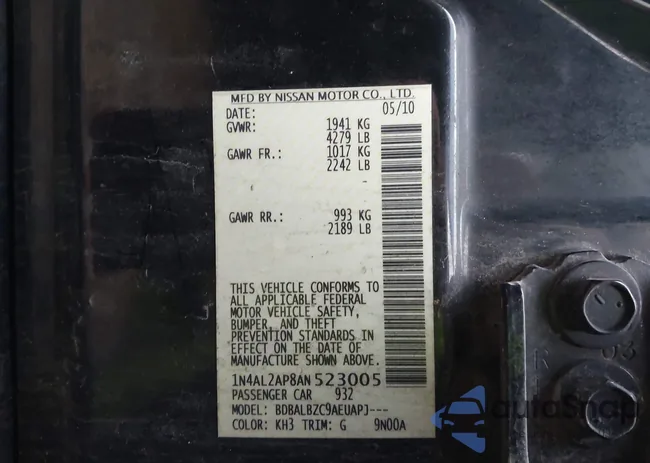 MFD BY NISSAN MOTOR CO., LTD.
DATE: 05/10
GVWR: 1941 KG
4279 LB
GAWR FR.: 1017 KG
2242 LB
-
GAWR RR.: 993 KG
2189 LB
THIS VEHICLE CONFORMS TO
ALL APPLICABLE FEDERAL
MOTOR VEHICLE SAFETY,
BUMPER, AND THEFT
PREVENTION STANDARDS IN
EFFECT ON THE DATE OF
MANUFACTURE SHOWN ABOVE.
1N4AL2AP8AN523005
PASSENGER CAR 932
MODEL: BDBALBZC9AEUAPJ---
COLOR: KH3 TRIM: G 9N00A
R 03
autoSnap